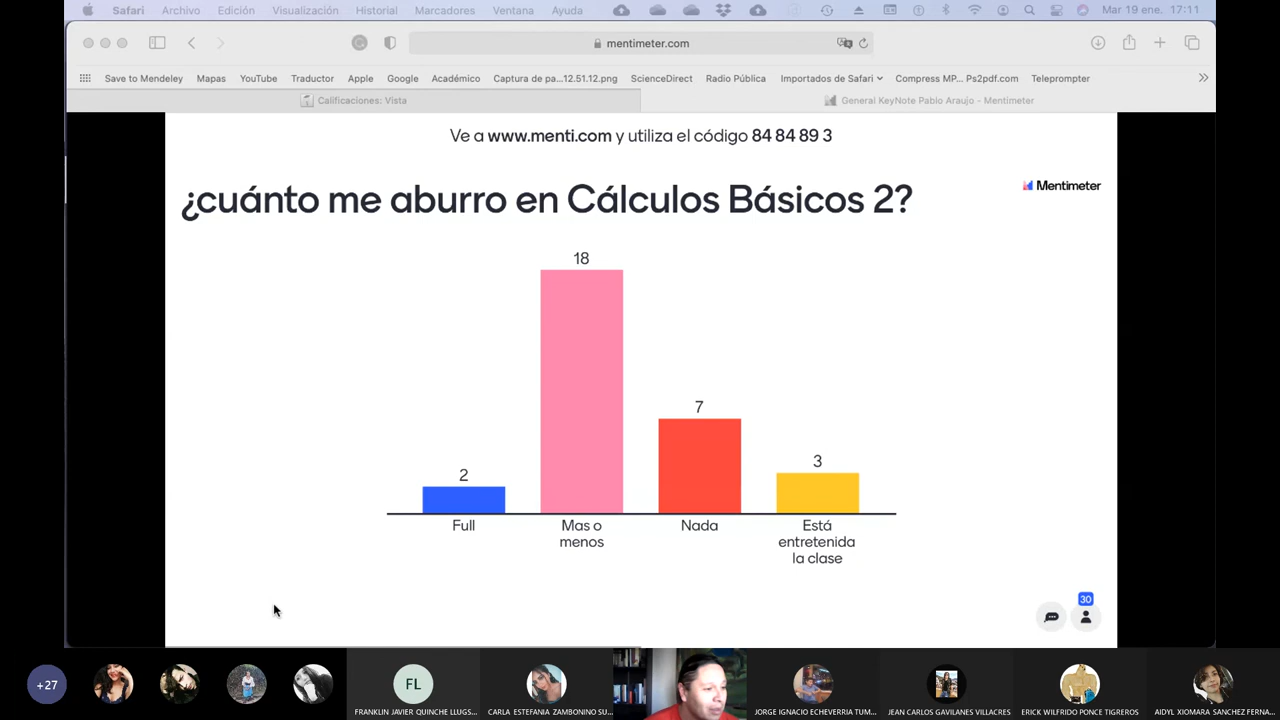 Safari Archivo Edición Visualización Historial Marcadores Ventana Ayuda Mar 19 ene. 17:11
mentimeter.com
Save to Mendeley Mapas YouTube Traductor Apple Google Académico Captura de pa...12.51.12.png ScienceDirect Radio Pública Importados de Safari Compress MP... Ps2pdf.com Teleprompter
Calificaciones: Vista General KeyNote Pablo Araujo - Mentimeter
Ve a www.menti.com y utiliza el código 84 84 89 3
Mentimeter
¿cuánto me aburro en Cálculos Básicos 2?
18
7
3
2
Full Mas o menos Nada Está entretenida la clase
30
+27 FL
FRANKLIN JAVIER QUINCHE LLUGS... CARLA ESTEFANIA ZAMBONINO SU... JORGE IGNACIO ECHEVERRIA TUM... JEAN CARLOS GAVILANES VILLACRES ERICK WILFRIDO PONCE TIGREROS AIDYL XIOMARA SANCHEZ FERNA...